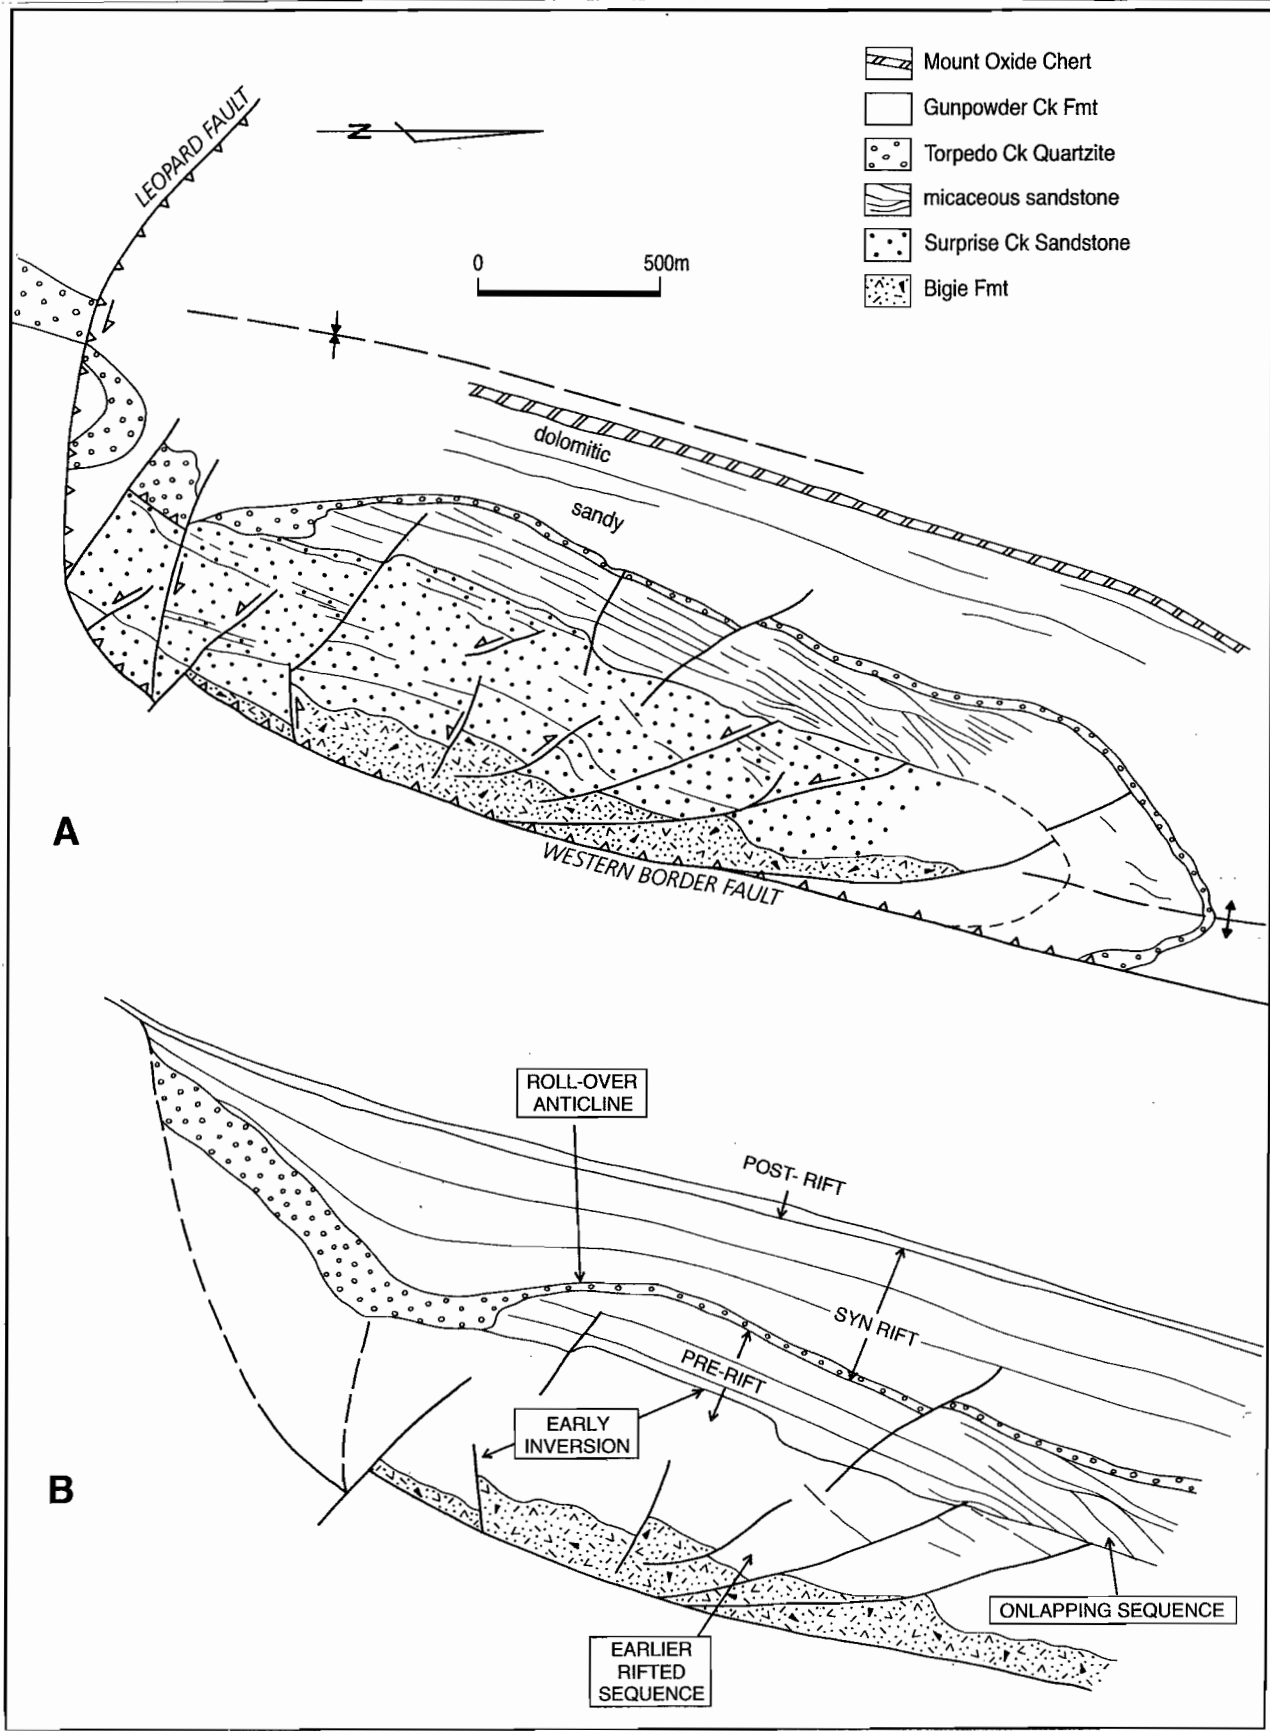 Mount Oxide Chert
Gunpowder Ck Fmt
Torpedo Ck Quartzite
micaceous sandstone
Surprise Ck Sandstone
Bigie Fmt
LEOPARD FAULT
N
0 500m
dolomitic
sandy
A
WESTERN BORDER FAULT
ROLL-OVER
ANTICLINE
POST- RIFT
SYN RIFT
PRE-RIFT
EARLY
INVERSION
B
ONLAPPING SEQUENCE
EARLIER
RIFTED
SEQUENCE